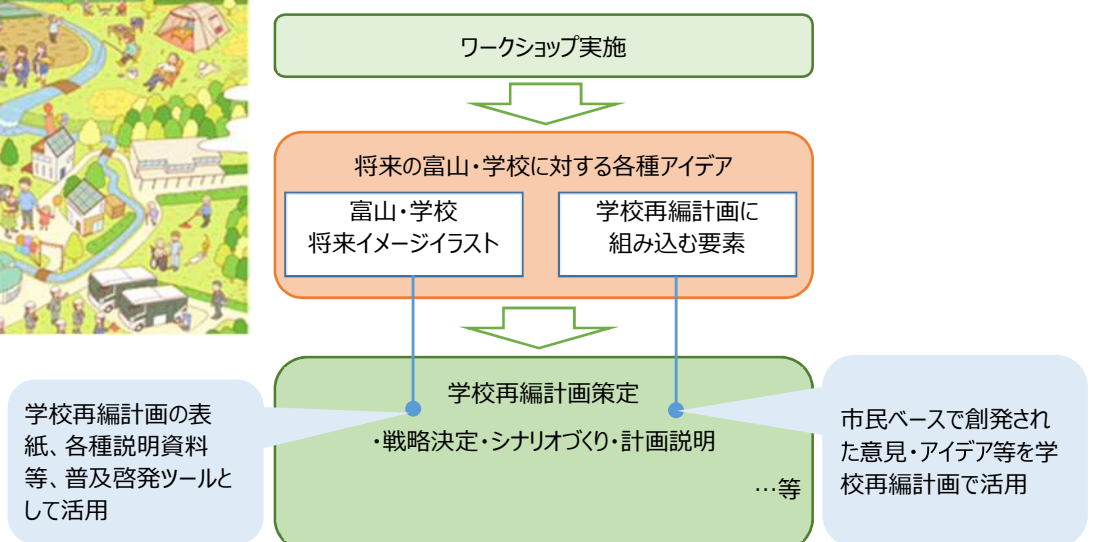 ワークショップ実施
将来の富山・学校に対する各種アイデア
富山・学校
将来イメージイラスト
学校再編計画に
組み込む要素
学校再編計画策定
・戦略決定・シナリオづくり・計画説明
…等
学校再編計画の表
紙、各種説明資料
等、普及啓発ツールと
して活用
市民ベースで創発され
た意見・アイデア等を学
校再編計画で活用